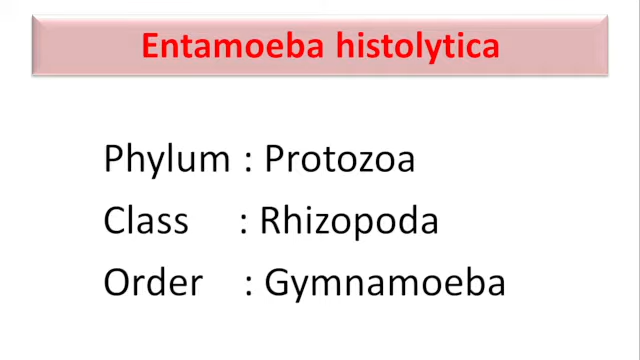 Entamoeba histolytica
Phylum : Protozoa
Class : Rhizopoda
Order : Gymnamoeba